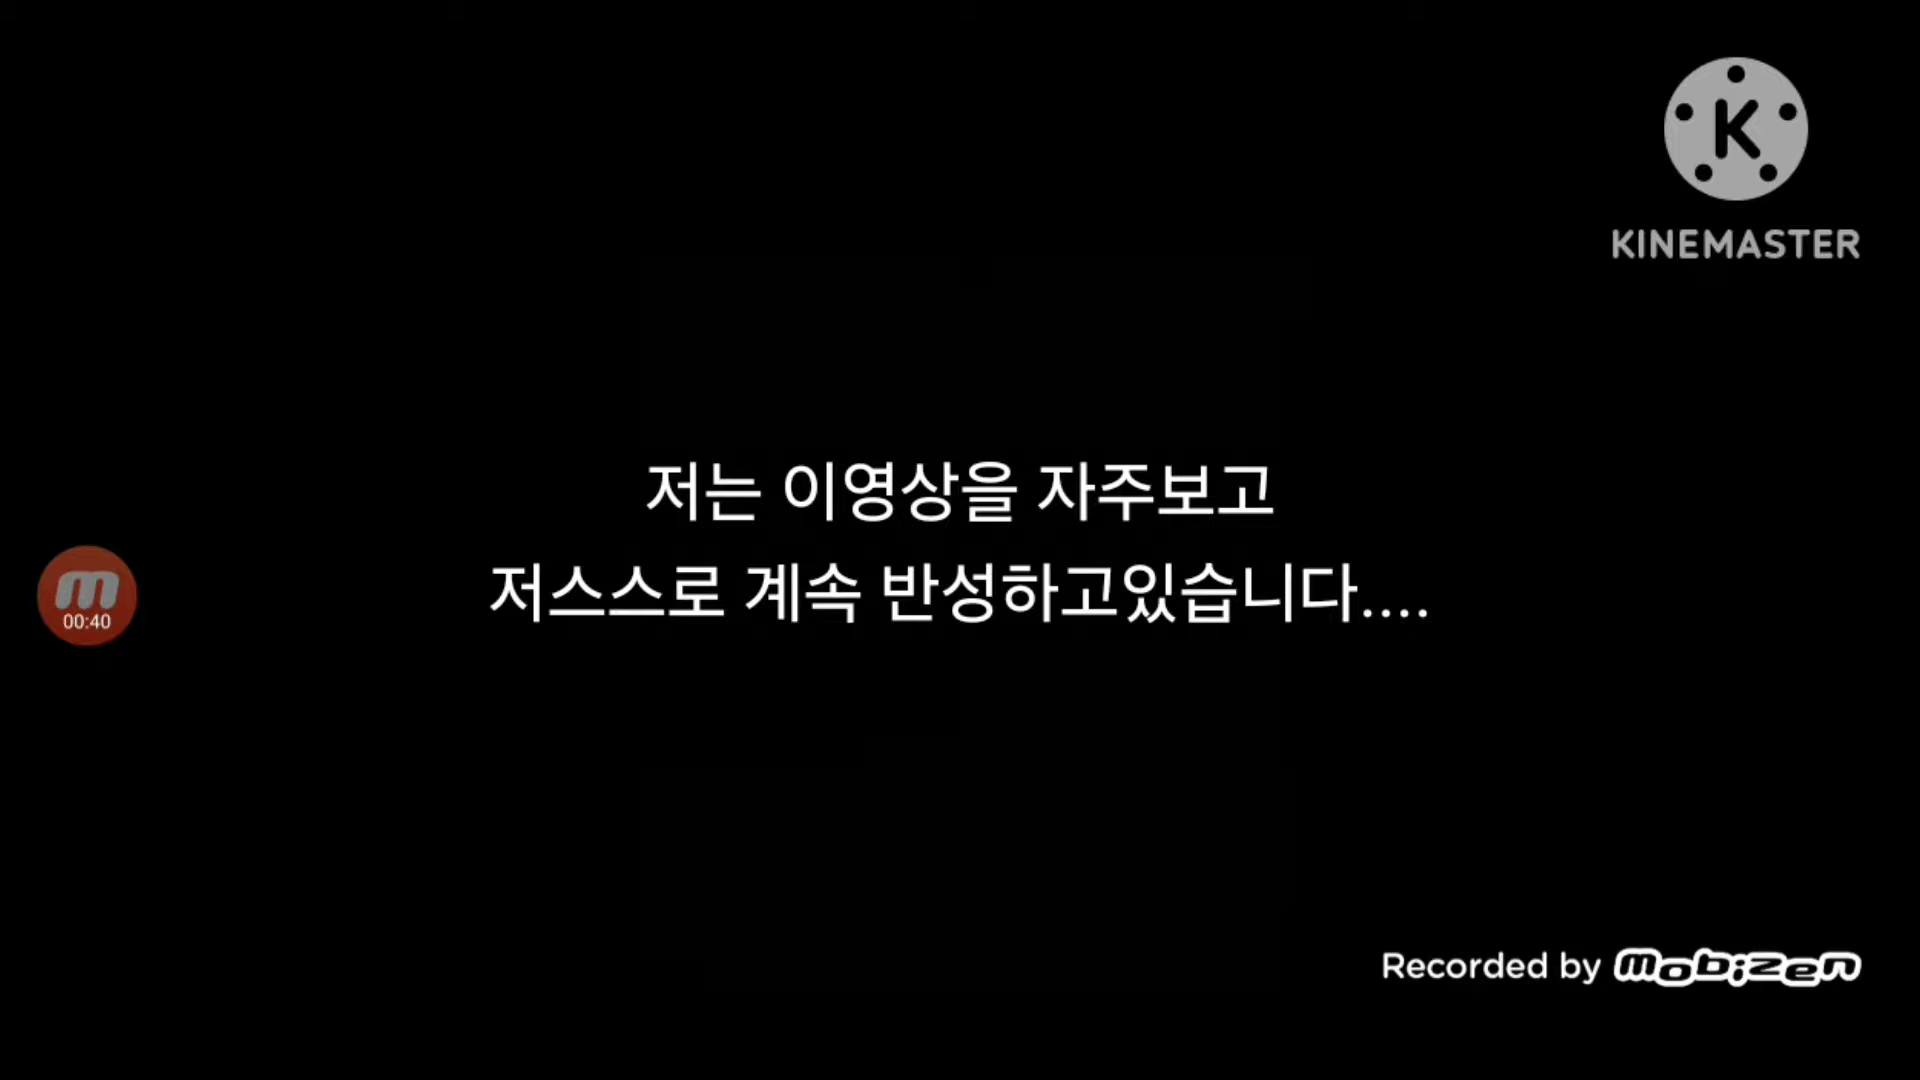 K
KINEMASTER
저는 이영상을 자주보고
저스스로 계속 반성하고있습니다....
m
00:40
Recorded by mobizen